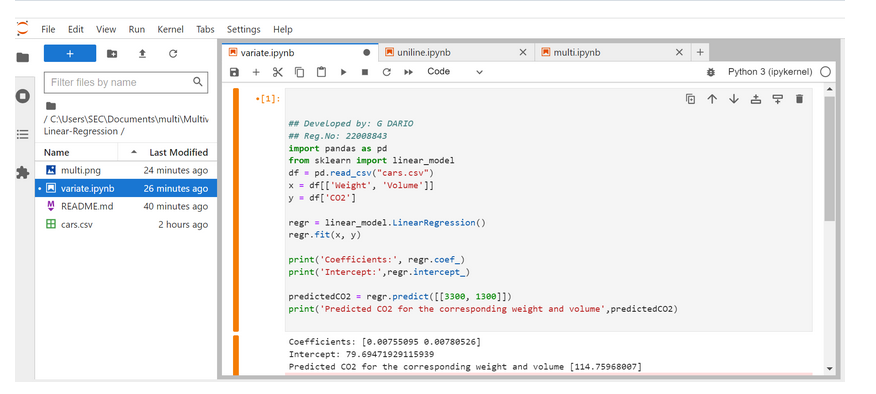 File Edit View Run Kernel Tabs Settings Help
Filter files by name
/ C:\Users\SEC\Documents\multi\Multiv
Linear-Regression /
Name Last Modified
multi.png 24 minutes ago
variate.ipynb 26 minutes ago
README.md 40 minutes ago
cars.csv 2 hours ago
variate.ipynb uniline.ipynb multi.ipynb
Code Python 3 (ipykernel)
[1]:
## Developed by: G DARIO
## Reg.No: 22008843
import pandas as pd
from sklearn import linear_model
df = pd.read_csv("cars.csv")
x = df[['Weight', 'Volume']]
y = df['CO2']
regr = linear_model.LinearRegression()
regr.fit(x, y)
print('Coefficients:', regr.coef_)
print('Intercept:',regr.intercept_)
predictedCO2 = regr.predict([[3300, 1300]])
print('Predicted CO2 for the corresponding weight and volume',predictedCO2)
Coefficients: [0.00755095 0.00780526]
Intercept: 79.69471929115939
Predicted CO2 for the corresponding weight and volume [114.75968007]